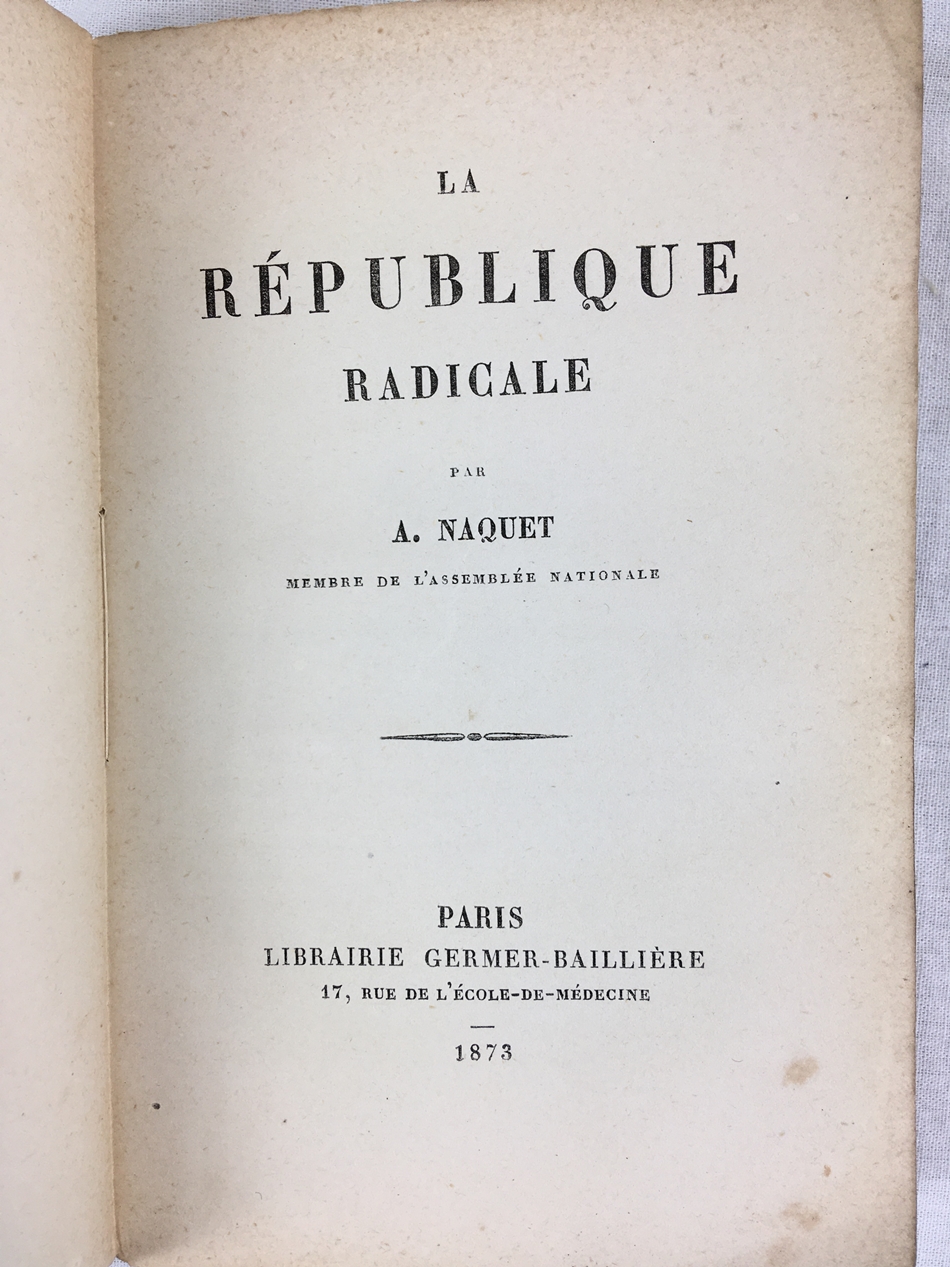 LA
RÉPUBLIQUE
RADICALE
PAR
A. NAQUET
MEMBRE DE L'ASSEMBLÉE NATIONALE
PARIS
LIBRAIRIE GERMER-BAILLIÈRE
17, RUE DE L'ÉCOLE-DE-MÉDECINE
1873